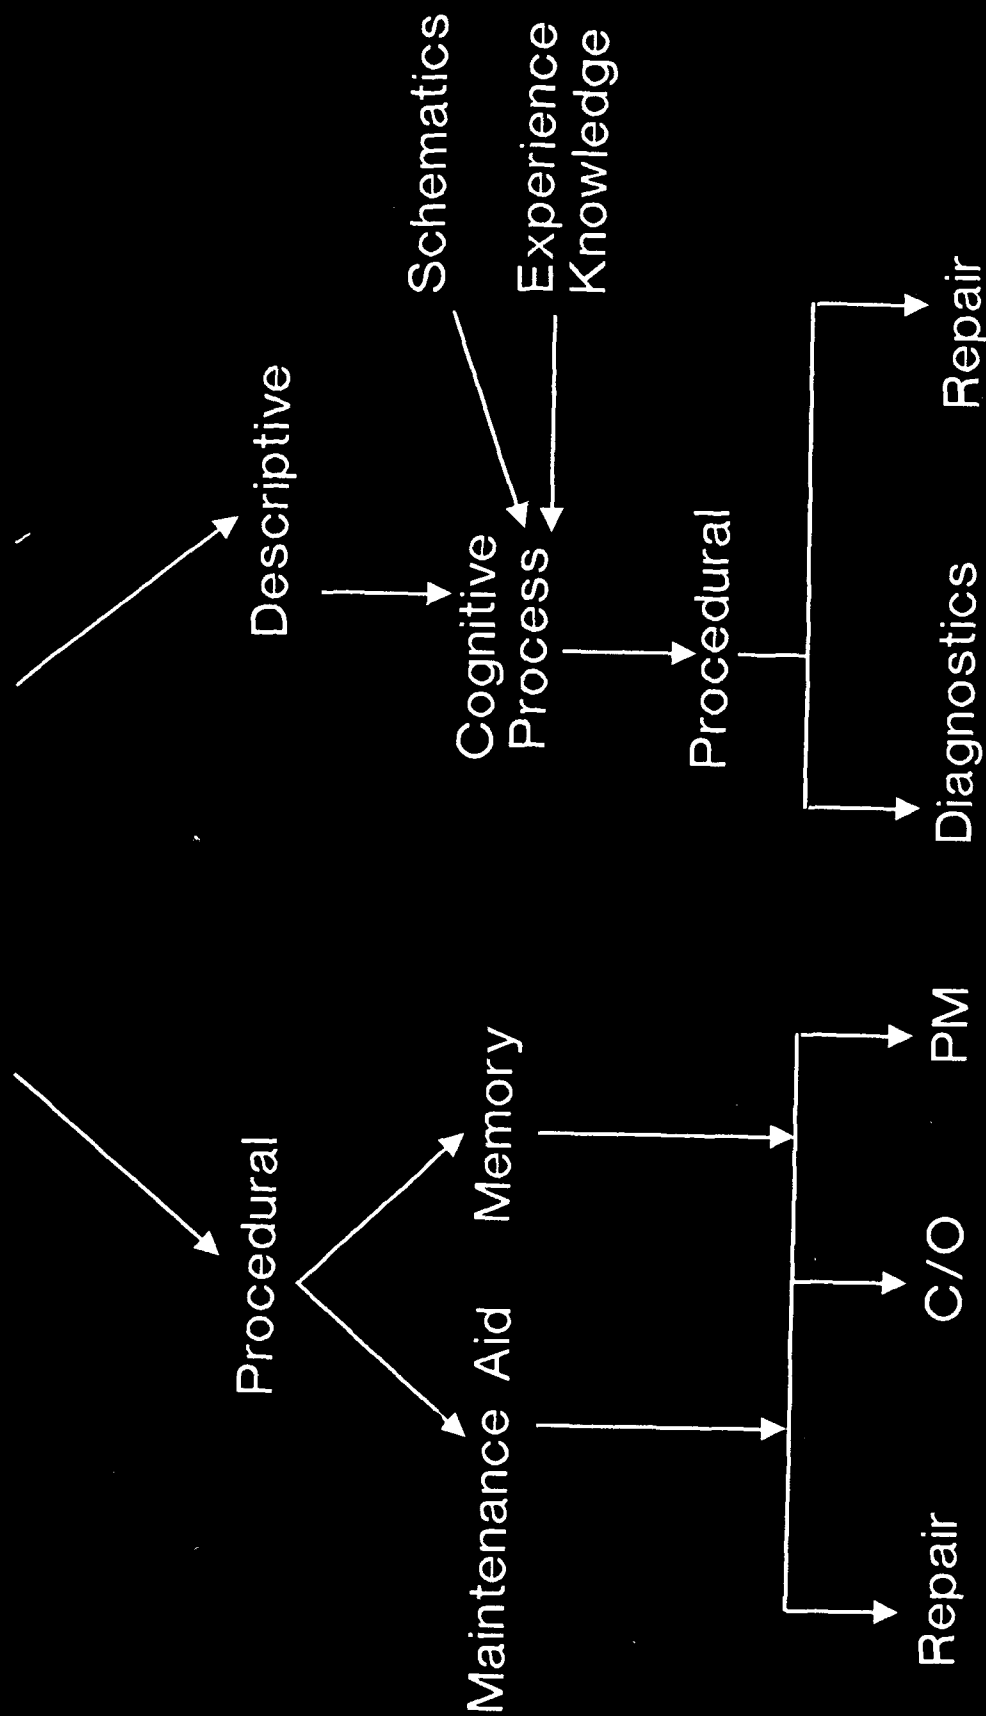 Procedural
Descriptive
Maintenance Aid
Memory
Cognitive
Process
Schematics
Experience
Knowledge
Procedural
Repair
C/O
PM
Diagnostics
Repair